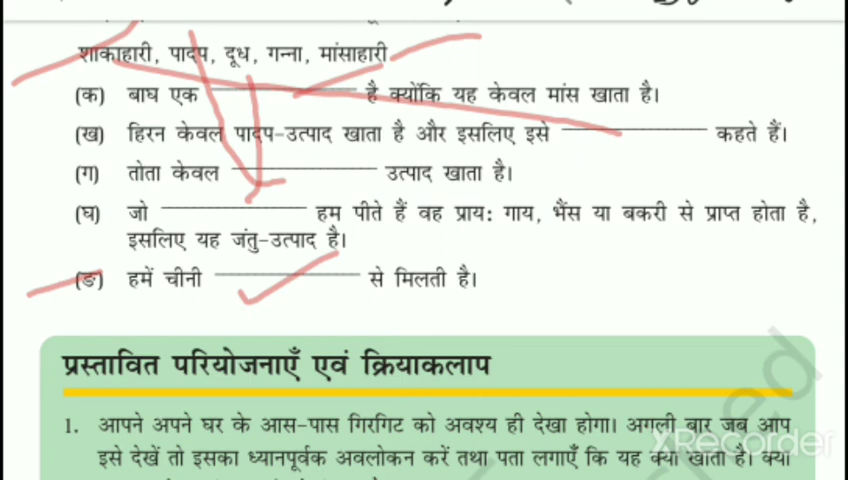 शाकाहारी, पादप, दूध, गन्ना, मांसाहारी
(क) बाघ एक ____________ है क्योंकि यह केवल मांस खाता है।
(ख) हिरन केवल पादप-उत्पाद खाता है और इसलिए इसे ____________ कहते हैं।
(ग) तोता केवल ____________ उत्पाद खाता है।
(घ) जो ____________ हम पीते हैं वह प्राय: गाय, भैंस या बकरी से प्राप्त होता है,
इसलिए यह जंतु-उत्पाद है।
(ङ) हमें चीनी ____________ से मिलती है।
प्रस्तावित परियोजनाएँ एवं क्रियाकलाप
1. आपने अपने घर के आस-पास गिरगिट को अवश्य ही देखा होगा। अगली बार जब आप
इसे देखें तो इसका ध्यानपूर्वक अवलोकन करें तथा पता लगाएँ कि यह क्या खाता है। क्या
XRecorder